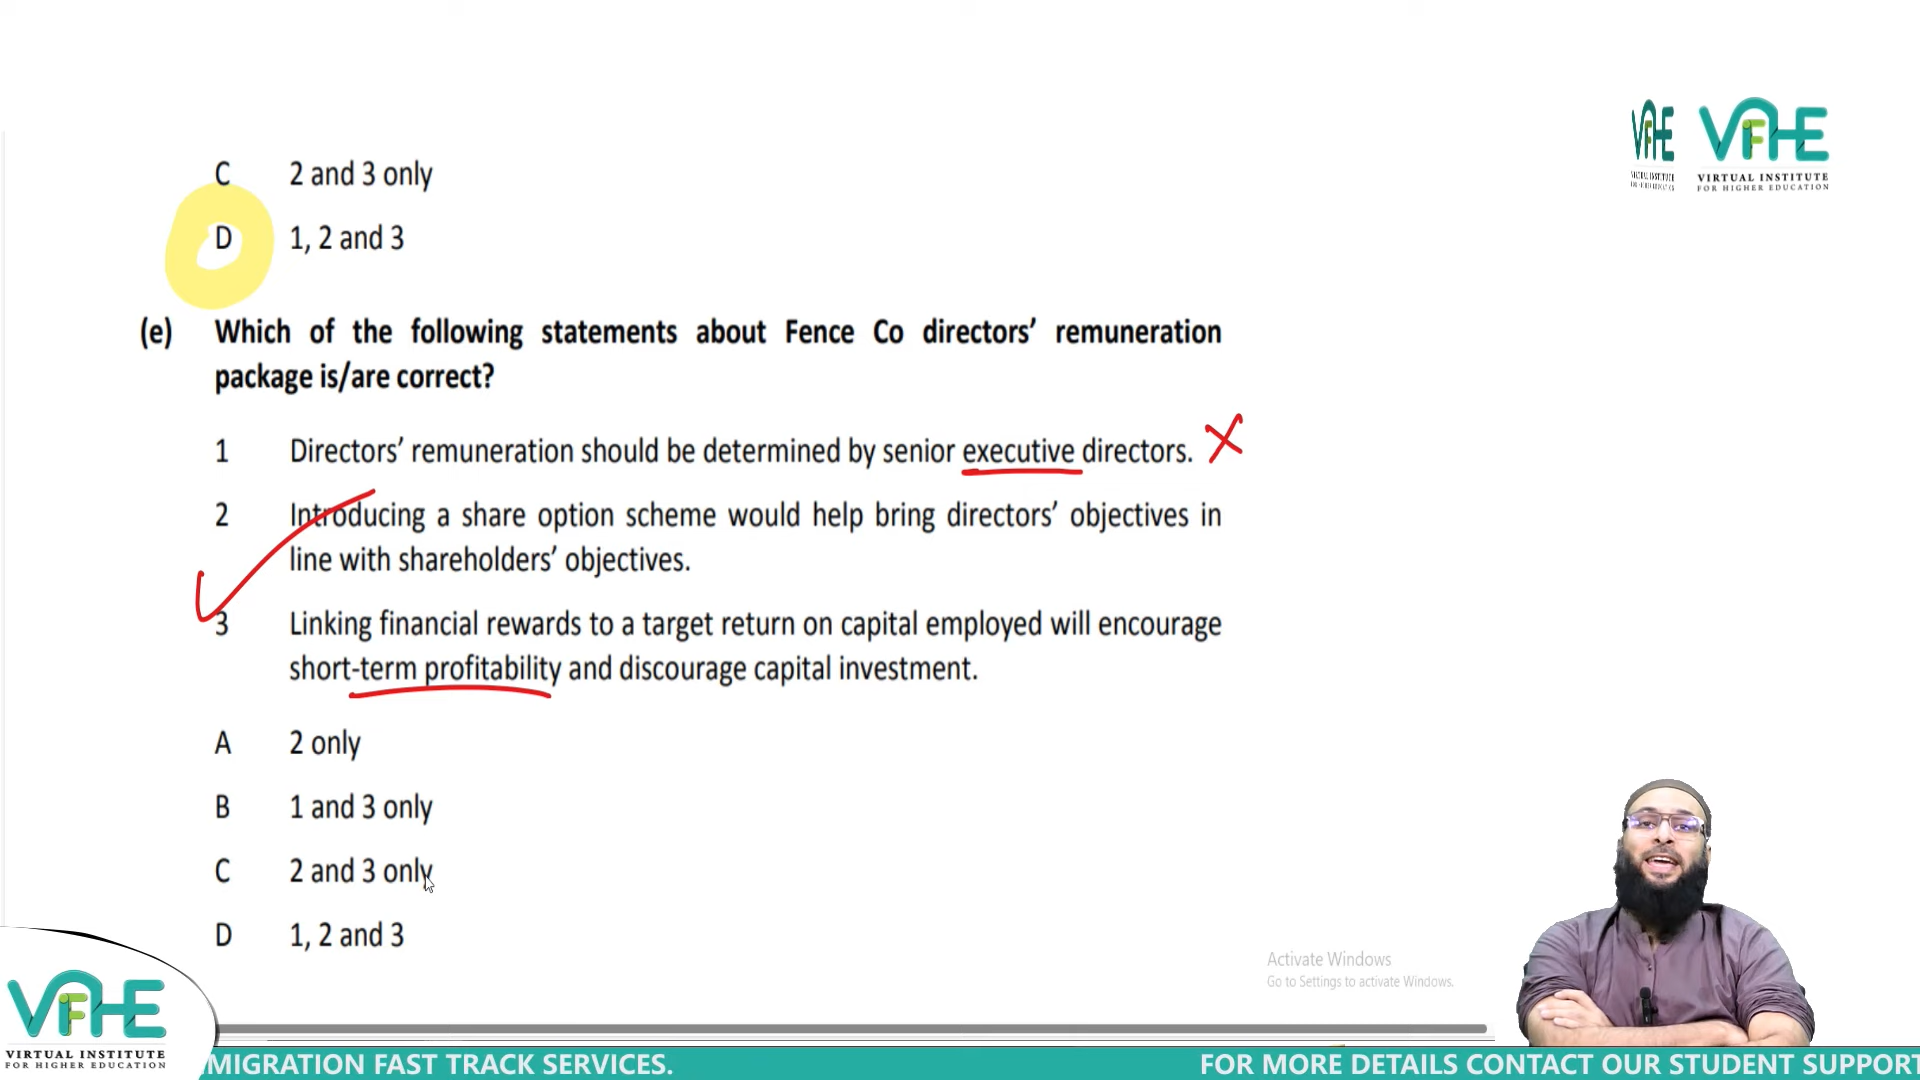 VFHE VFHE
VIRTUAL INSTITUTE
FOR HIGHER EDUCATION
C 2 and 3 only
D 1, 2 and 3
(e) Which of the following statements about Fence Co directors’ remuneration
package is/are correct?
1 Directors’ remuneration should be determined by senior executive directors.
2 Introducing a share option scheme would help bring directors’ objectives in
line with shareholders’ objectives.
3 Linking financial rewards to a target return on capital employed will encourage
short-term profitability and discourage capital investment.
A 2 only
B 1 and 3 only
C 2 and 3 only
D 1, 2 and 3
Activate Windows
Go to Settings to activate Windows.
VFHE
VIRTUAL INSTITUTE
FOR HIGHER EDUCATION
MIGRATION FAST TRACK SERVICES. FOR MORE DETAILS CONTACT OUR STUDENT SUPPORT